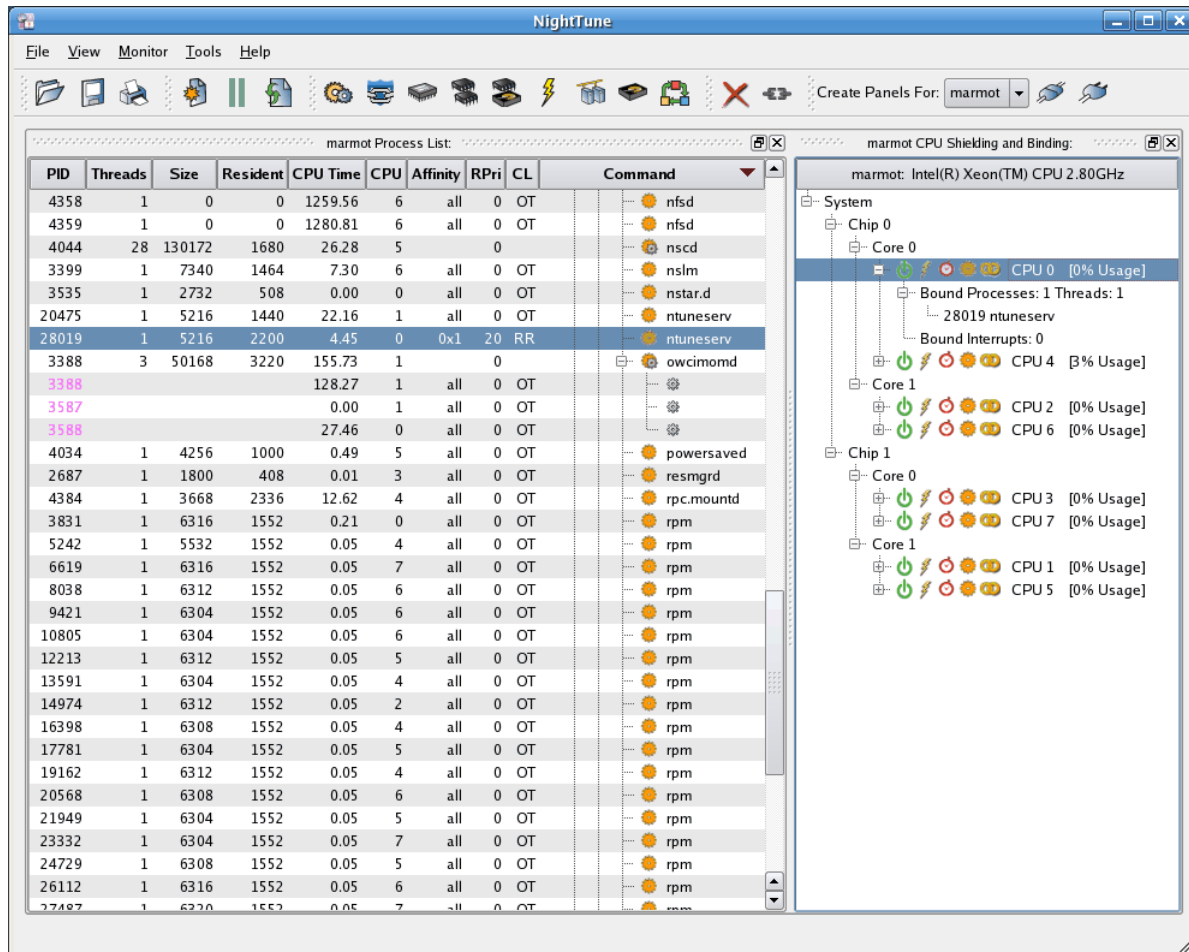 NightTune
File View Monitor Tools Help
Create Panels For: marmot
marmot Process List:
PID Threads Size Resident CPU Time CPU Affinity RPri CL Command
4358 1 0 0 1259.56 6 all 0 OT nfsd
4359 1 0 0 1280.81 6 all 0 OT nfsd
4044 28 130172 1680 26.28 5 0 nscd
3399 1 7340 1464 7.30 6 all 0 OT nslm
3535 1 2732 508 0.00 0 all 0 OT nstar.d
20475 1 5216 1440 22.16 1 all 0 OT ntuneserv
28019 1 5216 2200 4.45 0 0x1 20 RR ntuneserv
3388 3 50168 3220 155.73 1 0 owcimomd
3388 128.27 1 all 0 OT
3587 0.00 1 all 0 OT
3588 27.46 0 all 0 OT
4034 1 4256 1000 0.49 5 all 0 OT powersaved
2687 1 1800 408 0.01 3 all 0 OT resmgrd
4384 1 3668 2336 12.62 4 all 0 OT rpc.mountd
3831 1 6316 1552 0.21 0 all 0 OT rpm
5242 1 5532 1552 0.05 4 all 0 OT rpm
6619 1 6316 1552 0.05 7 all 0 OT rpm
8038 1 6312 1552 0.05 6 all 0 OT rpm
9421 1 6304 1552 0.05 6 all 0 OT rpm
10805 1 6304 1552 0.05 6 all 0 OT rpm
12213 1 6312 1552 0.05 5 all 0 OT rpm
13591 1 6304 1552 0.05 4 all 0 OT rpm
14974 1 6312 1552 0.05 2 all 0 OT rpm
16398 1 6308 1552 0.05 4 all 0 OT rpm
17781 1 6304 1552 0.05 5 all 0 OT rpm
19162 1 6312 1552 0.05 4 all 0 OT rpm
20568 1 6308 1552 0.05 6 all 0 OT rpm
21949 1 6304 1552 0.05 5 all 0 OT rpm
23332 1 6304 1552 0.05 7 all 0 OT rpm
24729 1 6308 1552 0.05 5 all 0 OT rpm
26112 1 6316 1552 0.05 6 all 0 OT rpm
27487 1 6320 1552 0.05 7 all 0 OT rpm
marmot CPU Shielding and Binding:
marmot: Intel(R) Xeon(TM) CPU 2.80GHz
System
Chip 0
Core 0
CPU 0 [0% Usage]
Bound Processes: 1 Threads: 1
28019 ntuneserv
Bound Interrupts: 0
CPU 4 [3% Usage]
Core 1
CPU 2 [0% Usage]
CPU 6 [0% Usage]
Chip 1
Core 0
CPU 3 [0% Usage]
CPU 7 [0% Usage]
Core 1
CPU 1 [0% Usage]
CPU 5 [0% Usage]